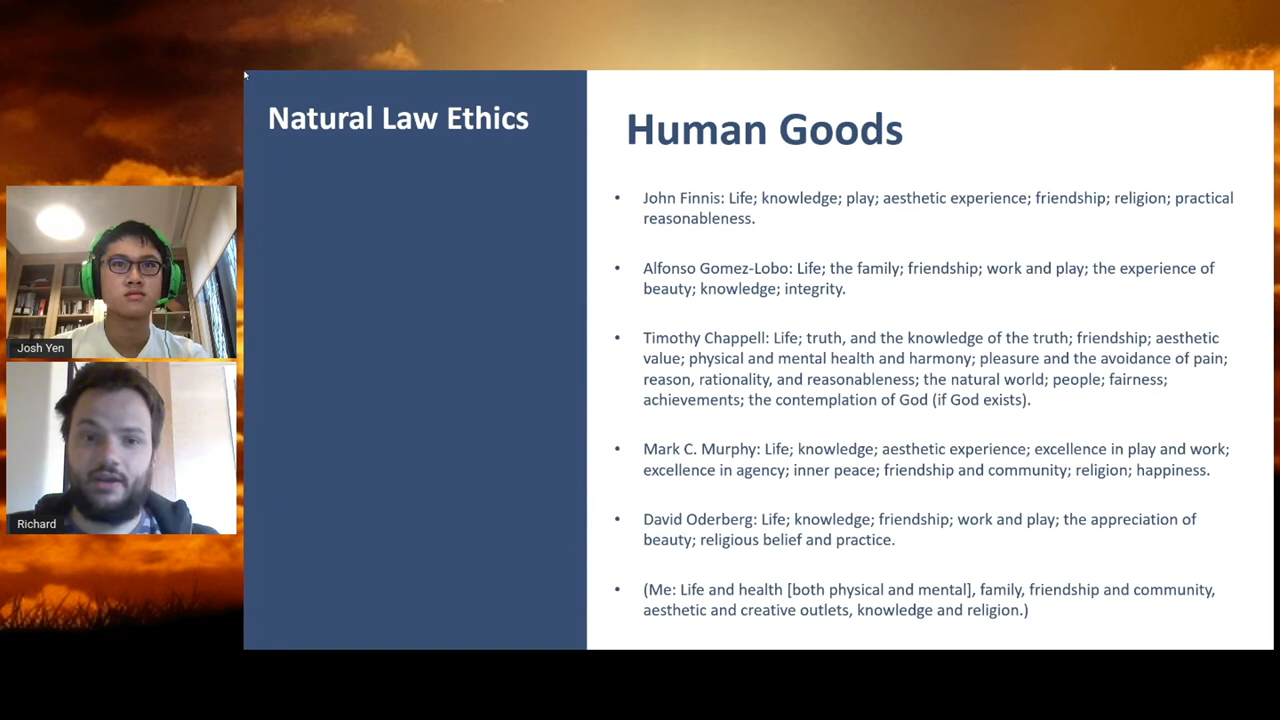 Natural Law Ethics
Human Goods
• John Finnis: Life; knowledge; play; aesthetic experience; friendship; religion; practical
reasonableness.
• Alfonso Gomez-Lobo: Life; the family; friendship; work and play; the experience of
beauty; knowledge; integrity.
• Timothy Chappell: Life; truth, and the knowledge of the truth; friendship; aesthetic
value; physical and mental health and harmony; pleasure and the avoidance of pain;
reason, rationality, and reasonableness; the natural world; people; fairness;
achievements; the contemplation of God (if God exists).
• Mark C. Murphy: Life; knowledge; aesthetic experience; excellence in play and work;
excellence in agency; inner peace; friendship and community; religion; happiness.
• David Oderberg: Life; knowledge; friendship; work and play; the appreciation of
beauty; religious belief and practice.
• (Me: Life and health [both physical and mental], family, friendship and community,
aesthetic and creative outlets, knowledge and religion.)
Josh Yen
Richard